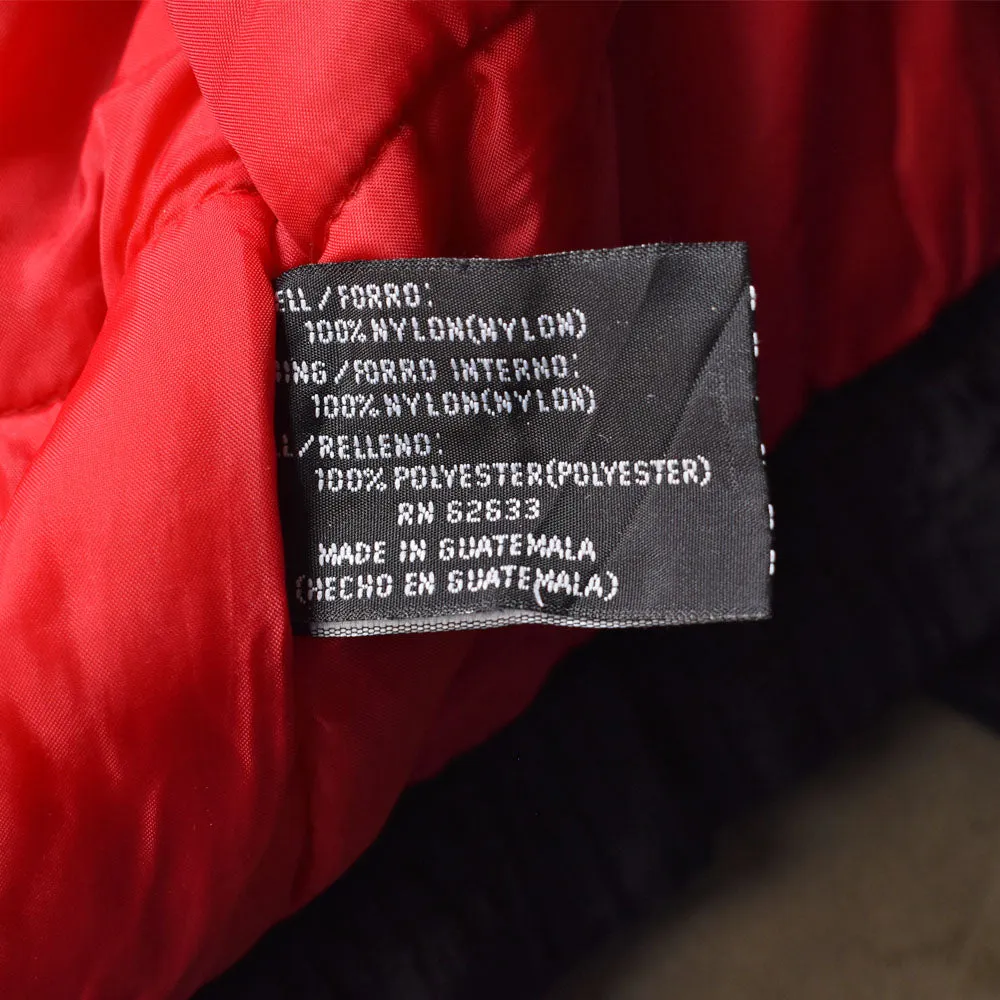 ELL/FORRO:
100% NYLON(NYLON)
ING/FORRO INTERNO:
100% NYLON(NYLON)
LL/RELLENO:
100% POLYESTER(POLYESTER)
RN 62633
MADE IN GUATEMALA
(HECHO EN GUATEMALA)